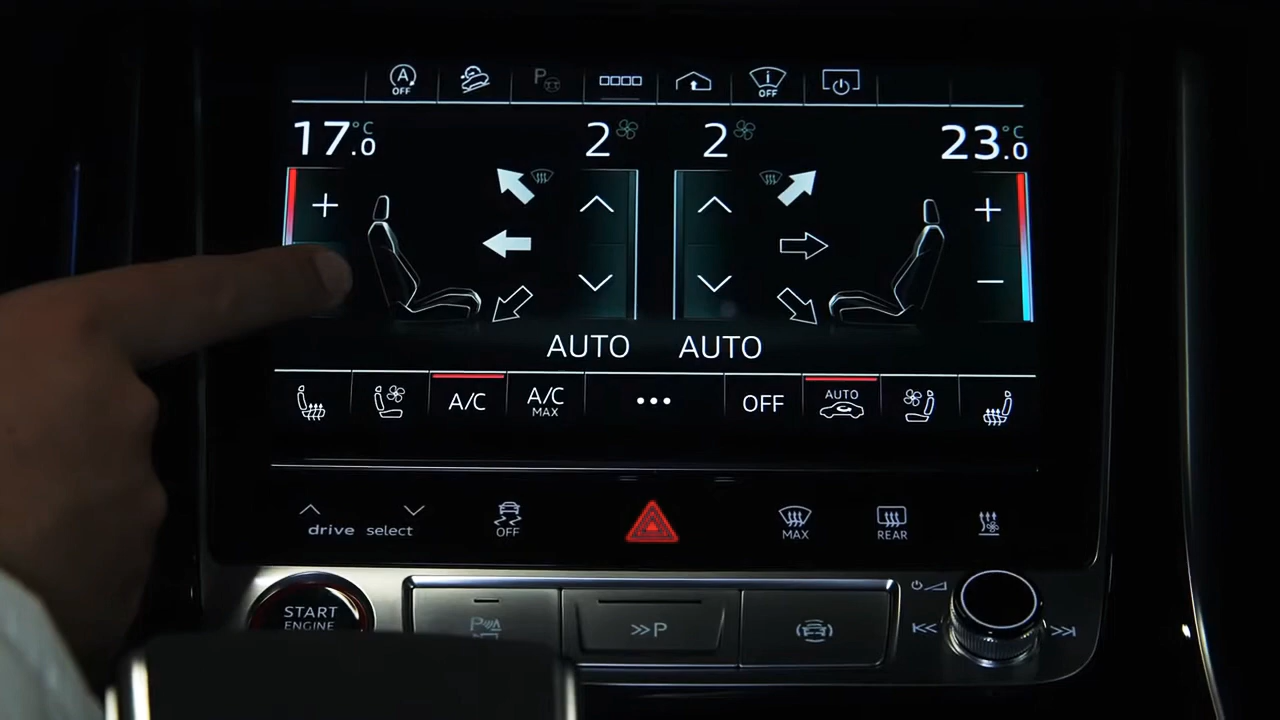 A OFF
P
i OFF
17.0 °C
2
2
23.0 °C
AUTO AUTO
A/C
A/C MAX
OFF
AUTO
drive select
OFF
MAX
REAR
START
ENGINE
P
P